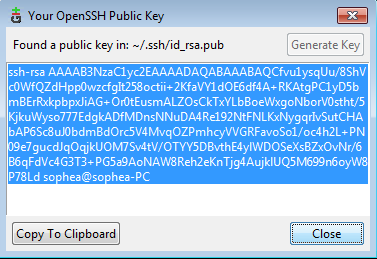 Your OpenSSH Public Key
Found a public key in: ~/.ssh/id_rsa.pub
Generate Key
ssh-rsa AAAAB3NzaC1yc2EAAAADAQABAAABAQCfvu1ysqUu/8ShV
c0WfQZdHpp0wzcfgIt258octii+2KfaVY1dOE6df4A+RKAtgPC1yD5b
mBErRxkpbpxJiAG+Or0tEusmALZOsCkTxYLbBoeWxgoNborV0stht/5
KjkuWyso777EdgkADfMDnsNNuDA4Re192NtFNLKxNygqrIvSutCHA
bAP6Sc8uJ0bdmBdOrc5V4MvqOZPmhcyVVGRFavoSo1/oc4h2L+PN
09e7gucdJqOqjkUOM7Sv4tV/OTYY5DBvthE4yIWDOSeXsBZxOvNr/6
B6qFdVc4G3T3+PG5a9AoNAW8Reh2eKnTjg4AujkIUQ5M699n6oyW8
P78Ld sophea@sophea-PC
Copy To Clipboard
Close